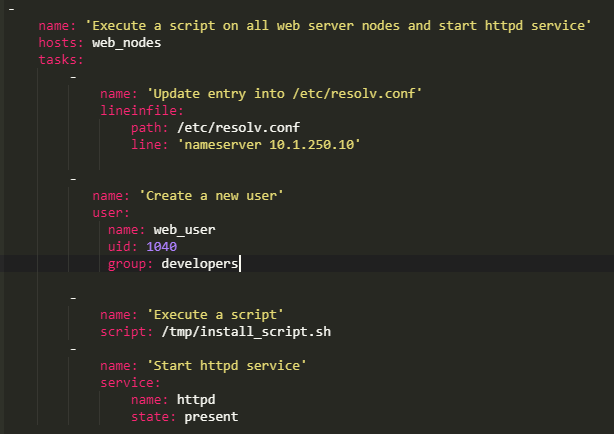 -
    name: 'Execute a script on all web server nodes and start httpd service'
    hosts: web_nodes
    tasks:
        -
            name: 'Update entry into /etc/resolv.conf'
            lineinfile:
                path: /etc/resolv.conf
                line: 'nameserver 10.1.250.10'
        -
           name: 'Create a new user'
           user:
             name: web_user
             uid: 1040
             group: developers
        -
            name: 'Execute a script'
            script: /tmp/install_script.sh
        -
            name: 'Start httpd service'
            service:
                name: httpd
                state: present